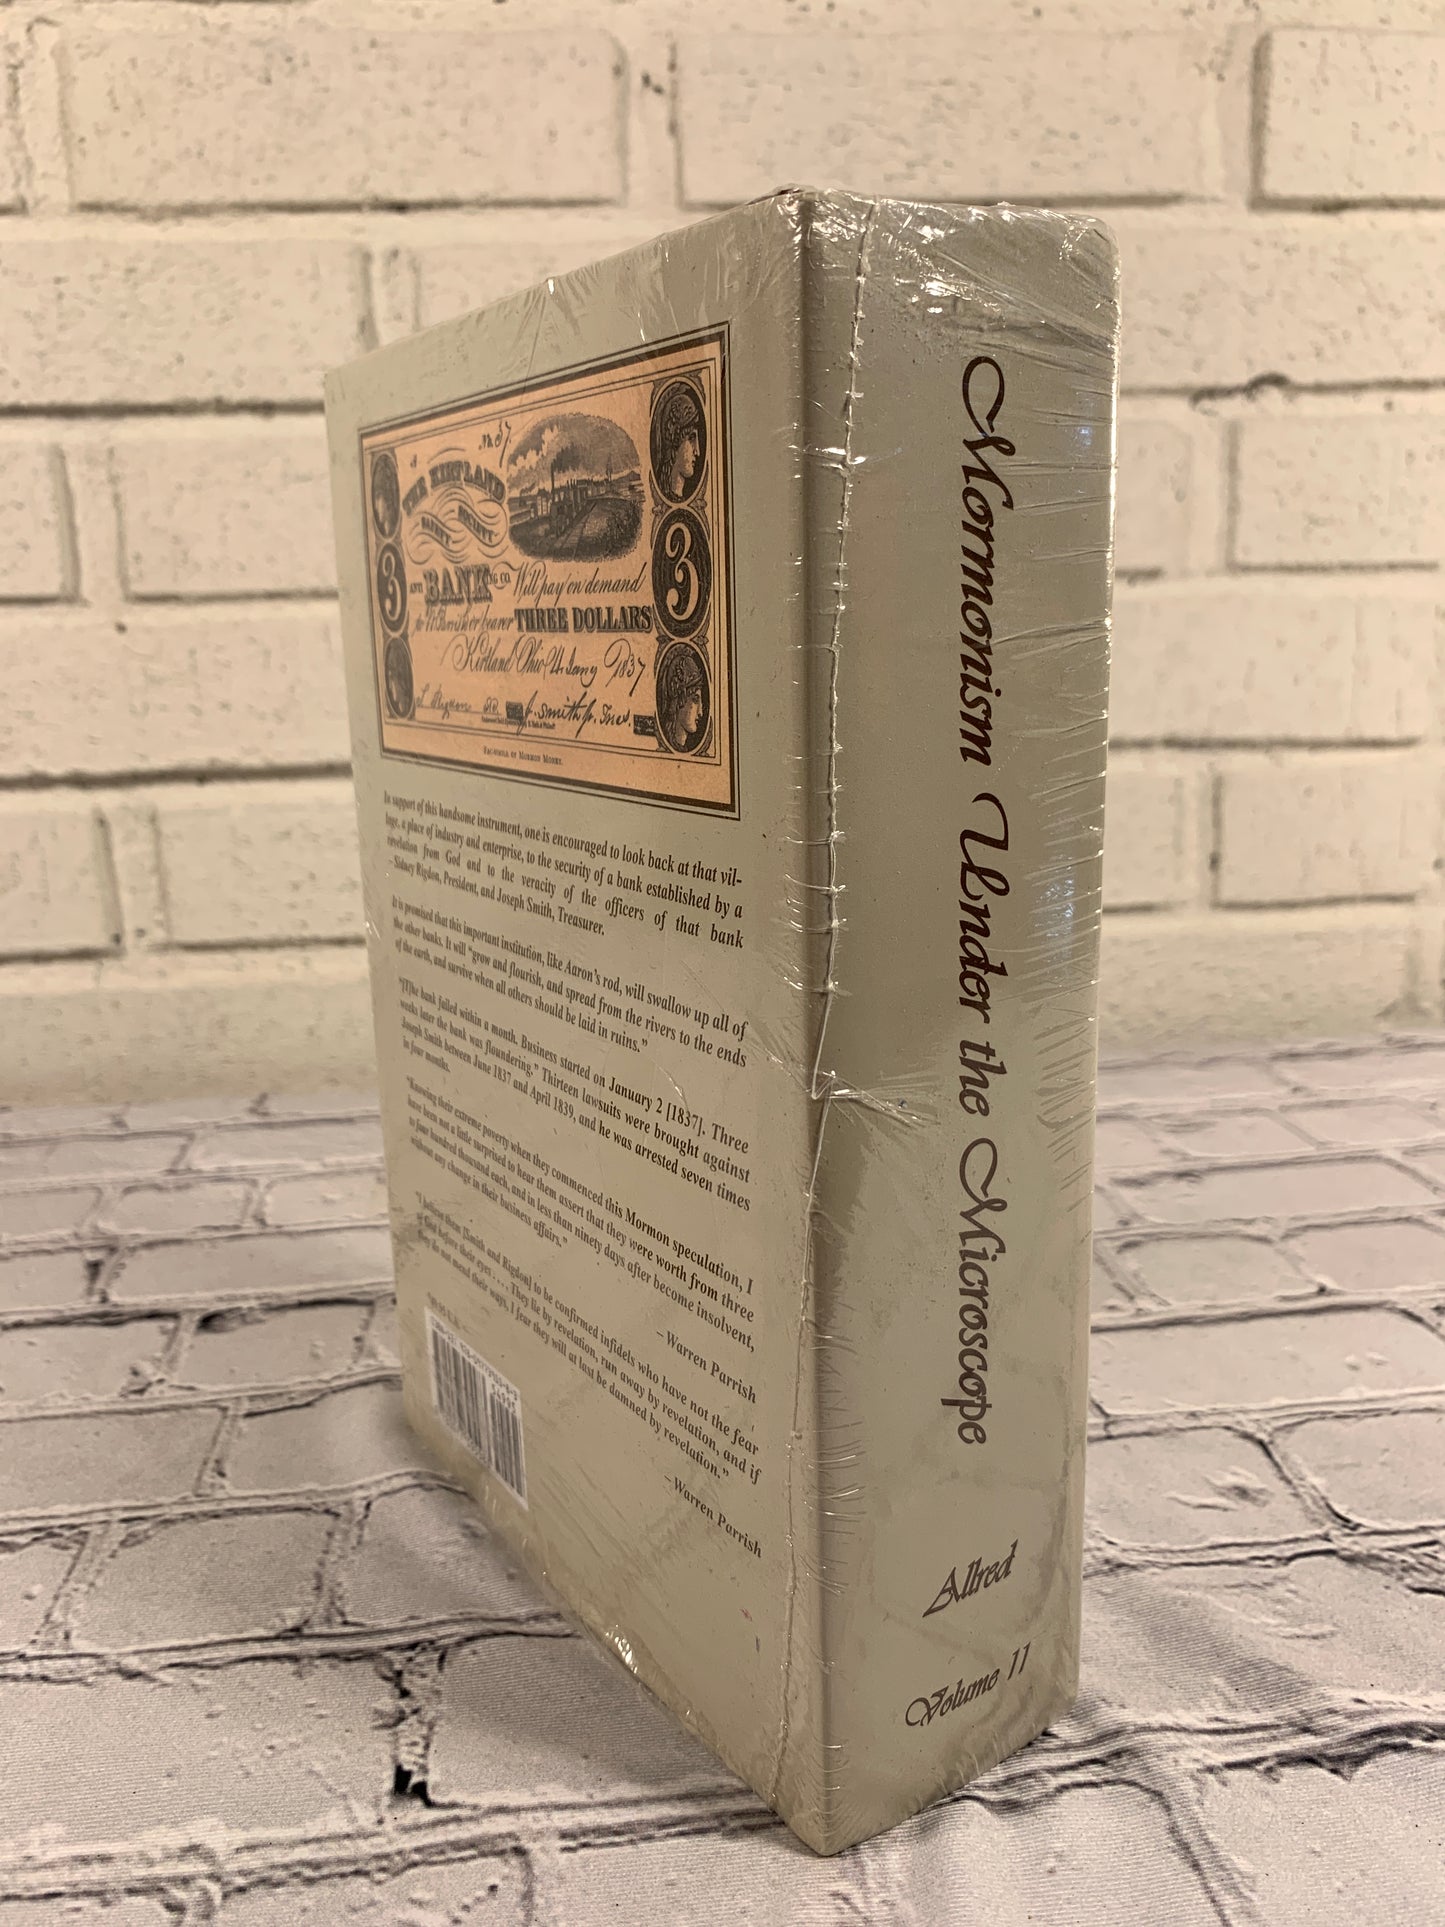 No. 37
THE KIRTLAND
SAFETY SOCIETY
AND BANKING CO. Will pay on demand
or bearer THREE DOLLARS
Kirtland Ohio Jany 1837
J. Smith Jr.
3
3
FAC-SIMILE OF MORMON MONEY.
In support of this handsome instrument, one is encouraged to look back at that vil-
lage, a place of industry and enterprise, to the security of a bank established by a
revelation from God and to the veracity of the officers of that bank
–Sidney Rigdon, President, and Joseph Smith, Treasurer.
It is promised that this important institution, like Aaron's rod, will swallow up all of
the other banks. It will "grow and flourish, and spread from the rivers to the ends
of the earth, and survive when all others should be laid in ruins."
"[T]he bank failed within a month. Business started on January 2 [1837]. Three
weeks later the bank was floundering." Thirteen lawsuits were brought against
Joseph Smith between June 1837 and April 1839, and he was arrested seven times
in four months.
"Knowing their extreme poverty when they commenced this Mormon speculation, I
have been not a little surprised to hear them assert that they were worth from three
to four hundred thousand each, and in less than ninety days after become insolvent,
without any change in their business affairs."
–Warren Parrish
"I believe them [Smith and Rigdon] to be confirmed infidels who have not the fear
of God before their eyes . . . . They lie by revelation, run away by revelation, and if
they do not mend their ways, I fear they will at last be damned by revelation."
–Warren Parrish
54995
Mormonism Under the Microscope
Allred
Volume 11